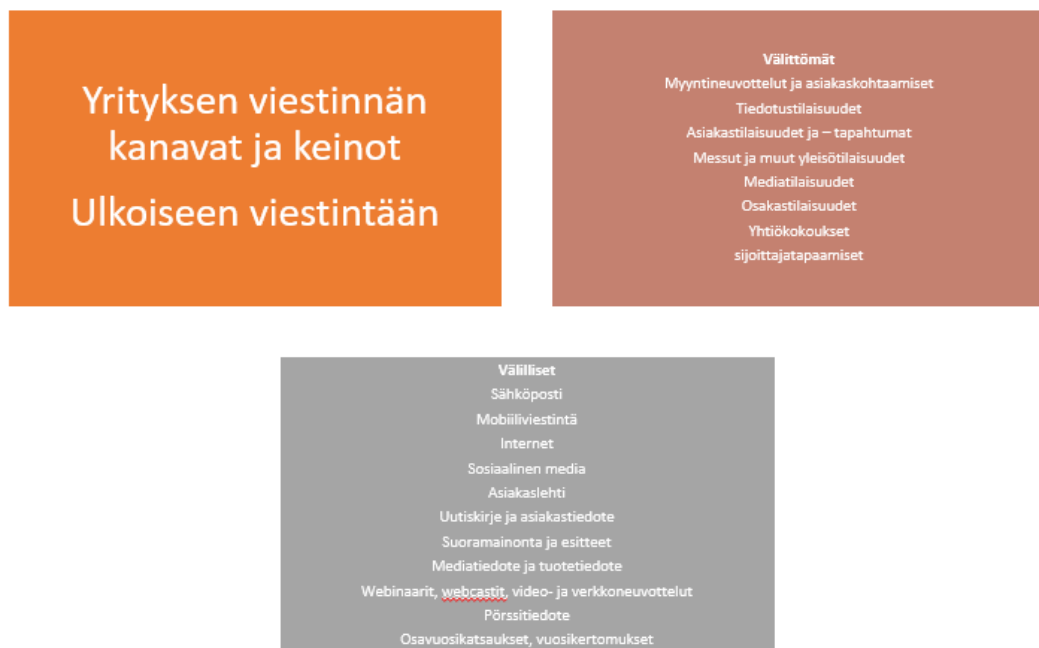 Yrityksen viestinnän
kanavat ja keinot
Ulkoiseen viestintään
Välittömät
Myyntineuvottelut ja asiakaskohtaamiset
Tiedotustilaisuudet
Asiakastilaisuudet ja – tapahtumat
Messut ja muut yleisötilaisuudet
Mediatilaisuudet
Osakastilaisuudet
Yhtiökokoukset
sijoittajatapaamiset
Välilliset
Sähköposti
Mobiiliviestintä
Internet
Sosiaalinen media
Asiakaslehti
Uutiskirje ja asiakastiedote
Suoramainonta ja esitteet
Mediatiedote ja tuotetiedote
Webinaarit, webcastit, video- ja verkkoneuvottelut
Pörssitiedote
Osavuosikatsaukset, vuosikertomukset